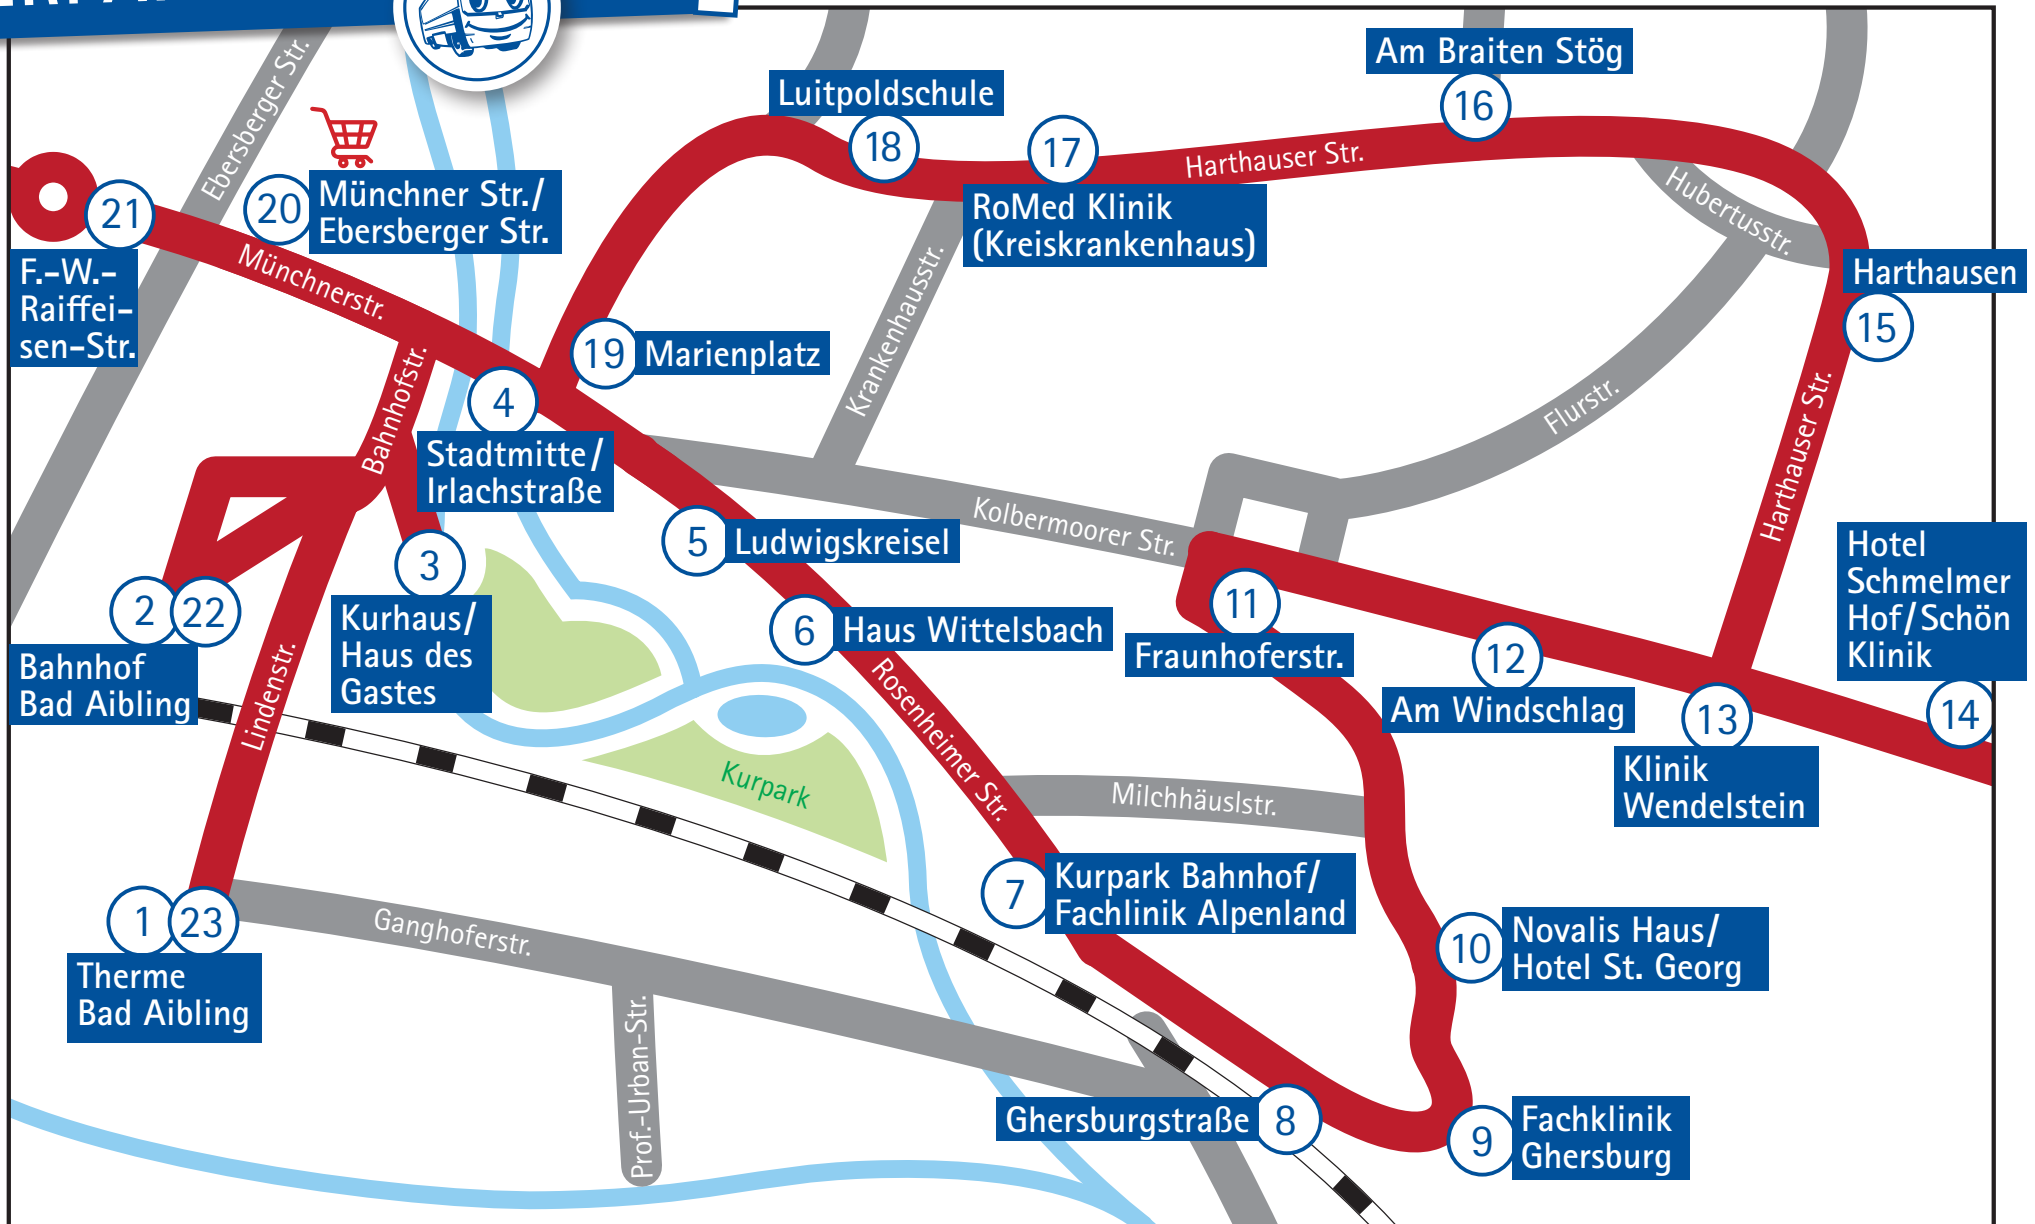 Ebersberger Str.
Luitpoldschule
18
17
Harthauser Str.
Am Braiten Stög
16
21
20
Münchner Str./
Ebersberger Str.
RoMed Klinik
(Kreiskrankenhaus)
Hubertusstr.
F.-W.-
Raiffei-
sen-Str.
Münchnerstr.
Harthausen
15
19
Marienplatz
Krankenhausstr.
Bahnhofstr.
4
Stadtmitte/
Irlachstraße
Flurstr.
Harthauser Str.
5
Ludwigskreisel
Kolbermoorer Str.
3
Kurhaus/
Haus des
Gastes
2
22
Bahnhof
Bad Aibling
Lindenstr.
6
Haus Wittelsbach
11
Fraunhoferstr.
12
Am Windschlag
Hotel
Schmelmer
Hof/Schön
Klinik
14
13
Klinik
Wendelstein
Rosenheimer Str.
Kurpark
Milchhäuslstr.
7
Kurpark Bahnhof/
Fachlinik Alpenland
1
23
Therme
Bad Aibling
Ganghoferstr.
10
Novalis Haus/
Hotel St. Georg
Prof.-Urban-Str.
Ghersburgstraße
8
9
Fachklinik
Ghersburg